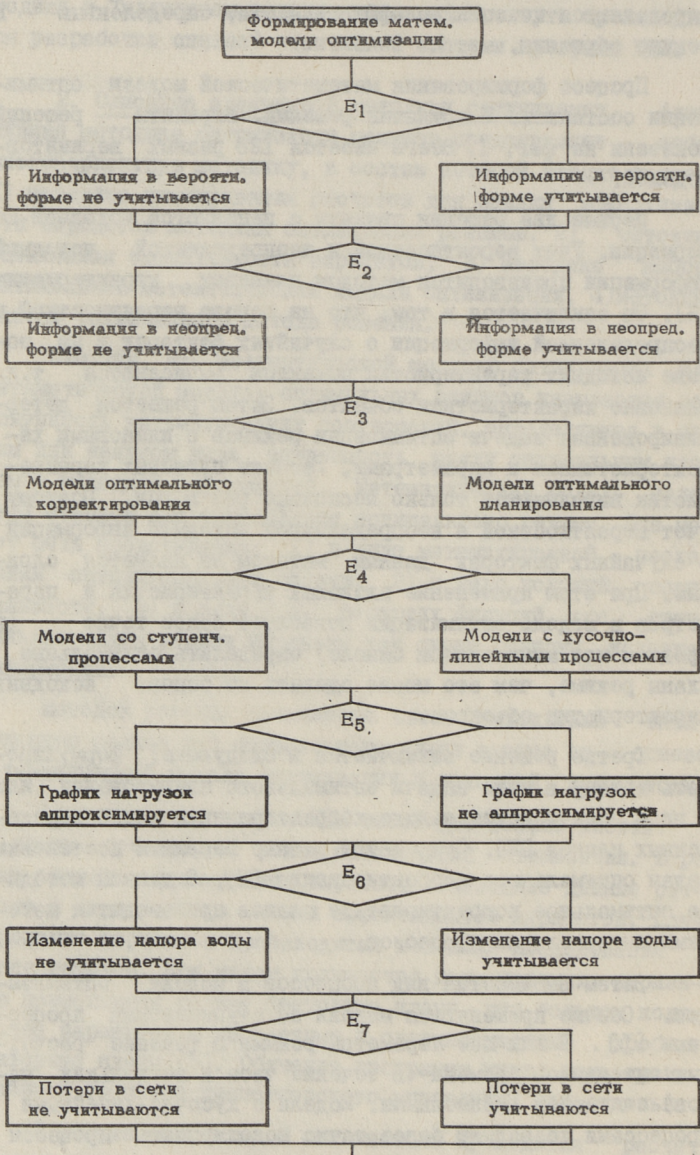 Формирование матем.
модели оптимизации
E1
Информация в вероятн.
форме не учитывается
Информация в вероятн.
форме учитывается
E2
Информация в неопред.
форме не учитывается
Информация в неопред.
форме учитывается
E3
Модели оптимального
корректирования
Модели оптимального
планирования
E4
Модели со ступенч.
процессами
Модели с кусочно-
линейными процессами
E5
График нагрузок
аппроксимируется
График нагрузок
не аппроксимируется
E6
Изменение напора воды
не учитывается
Изменение напора воды
учитывается
E7
Потери в сети
не учитываются
Потери в сети
учитываются